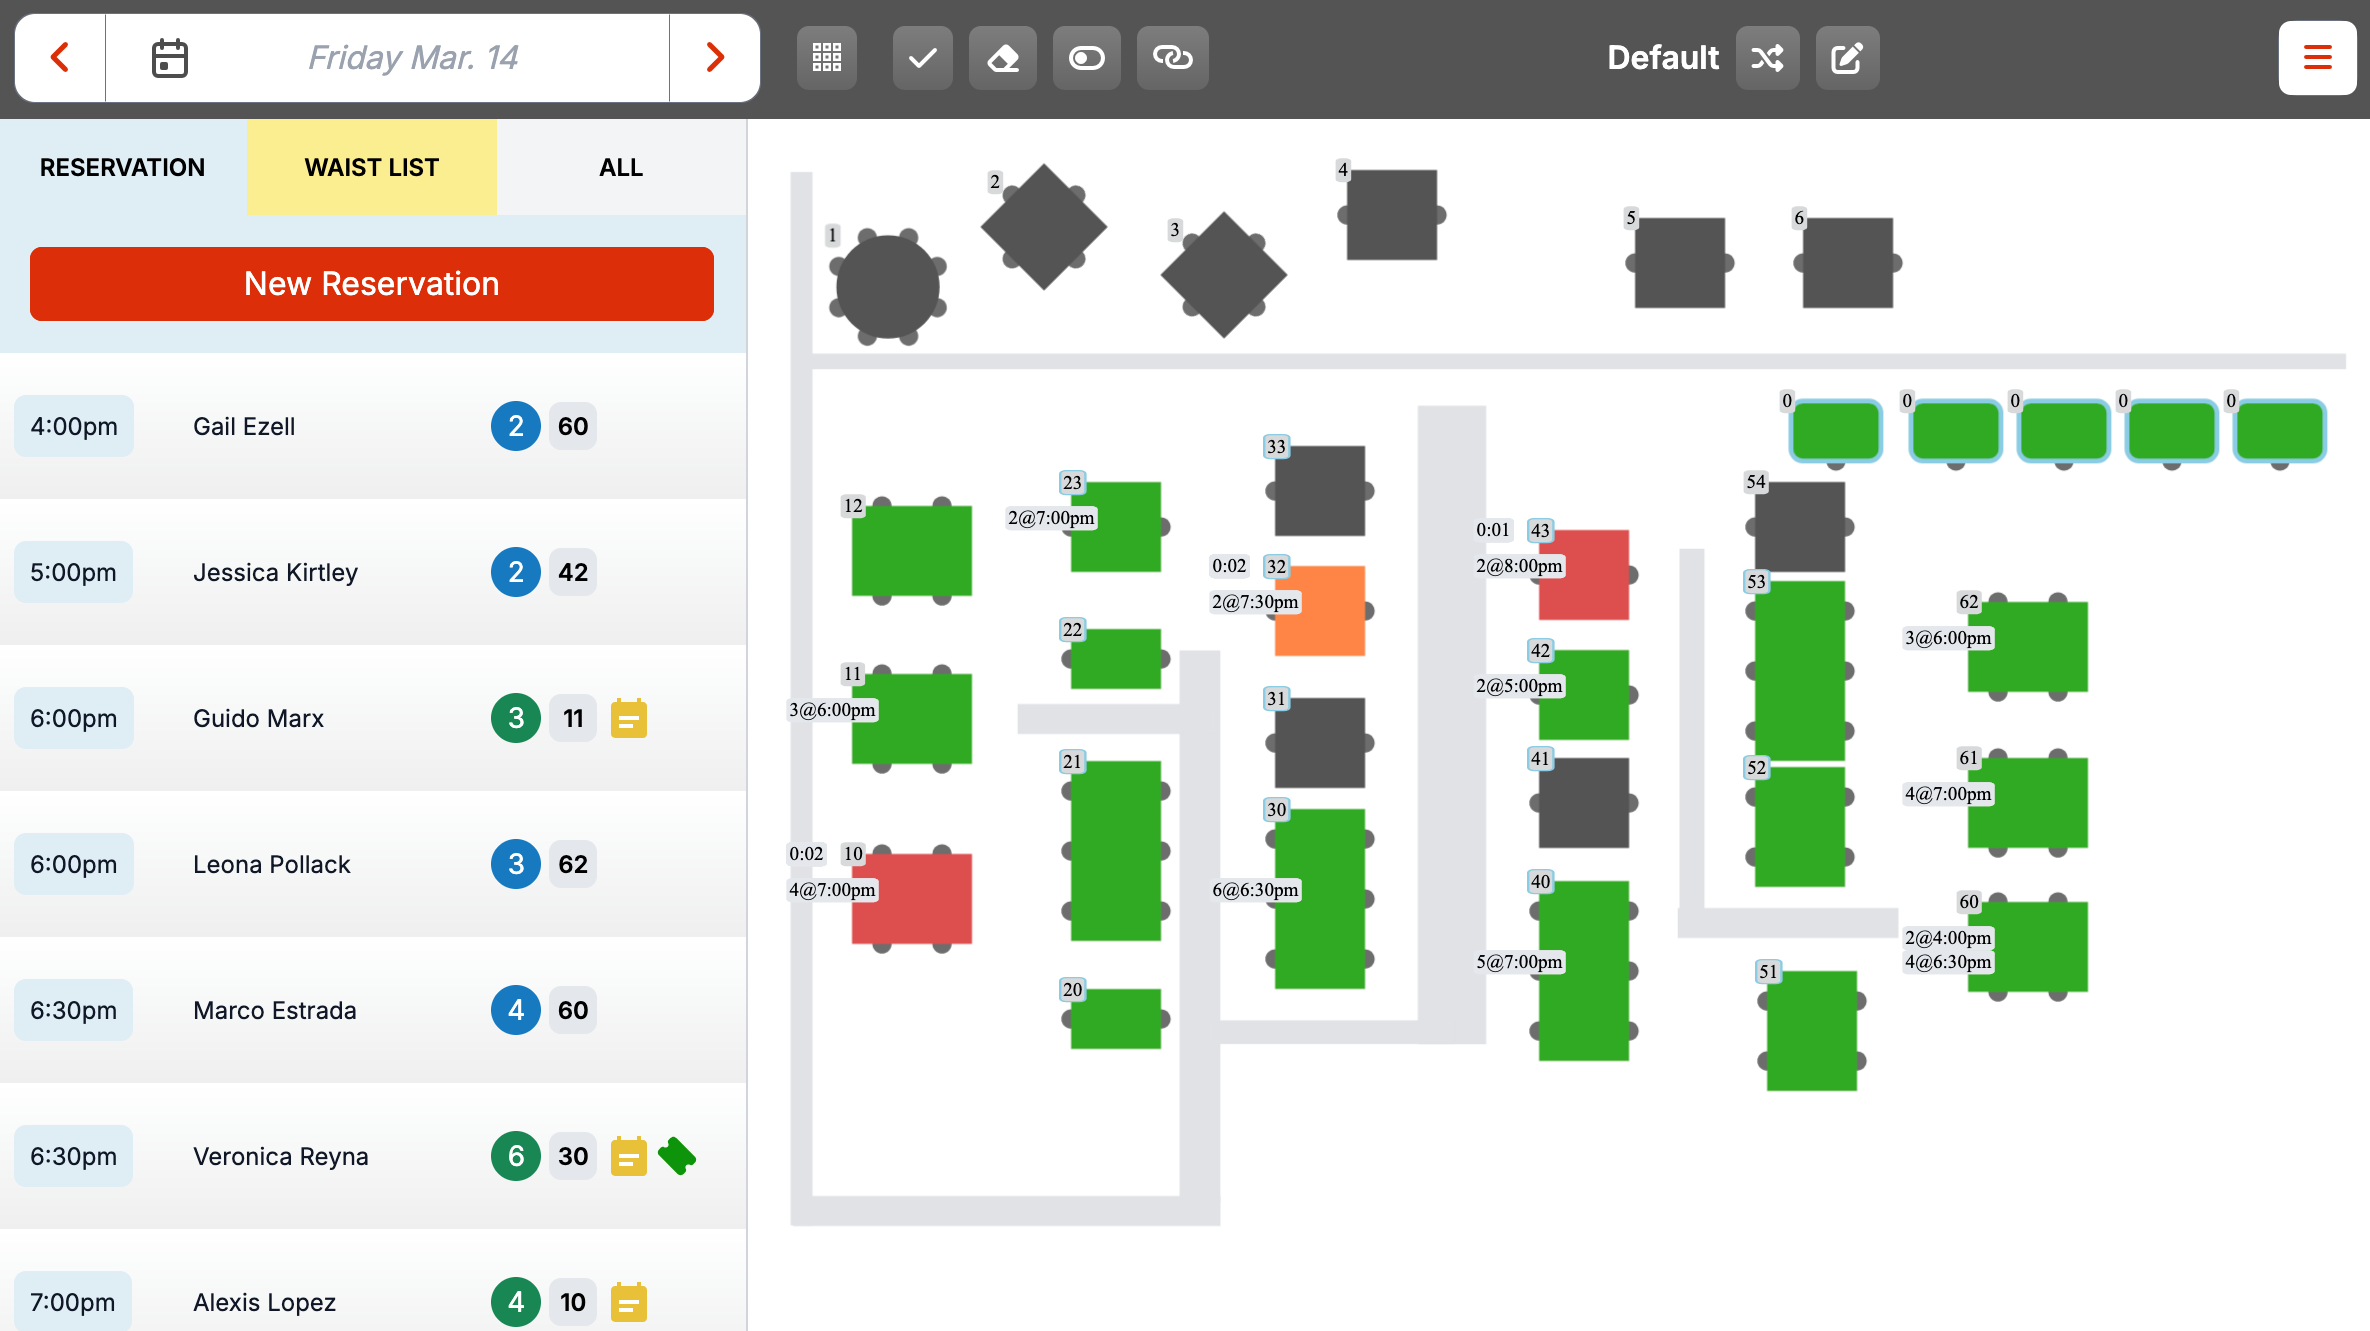 Friday Mar. 14
Default
RESERVATION
WAIST LIST
ALL
New Reservation
4:00pm Gail Ezell 2 60
5:00pm Jessica Kirtley 2 42
6:00pm Guido Marx 3 11
6:00pm Leona Pollack 3 62
6:30pm Marco Estrada 4 60
6:30pm Veronica Reyna 6 30
7:00pm Alexis Lopez 4 10
1
2
3
4
5
6
0
0
0
0
0
12
11
3@6:00pm
0:02 10
4@7:00pm
23
2@7:00pm
22
21
20
33
0:02 32
2@7:30pm
31
30
6@6:30pm
0:01 43
2@8:00pm
42
2@5:00pm
41
40
5@7:00pm
54
53
52
51
62
3@6:00pm
61
4@7:00pm
60
2@4:00pm
4@6:30pm